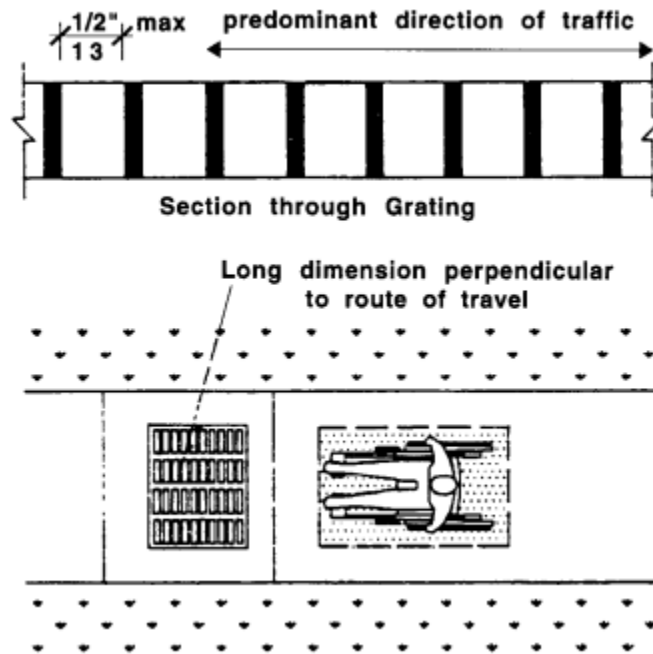 1/2" max
13
predominant direction of traffic
Section through Grating
Long dimension perpendicular
to route of travel